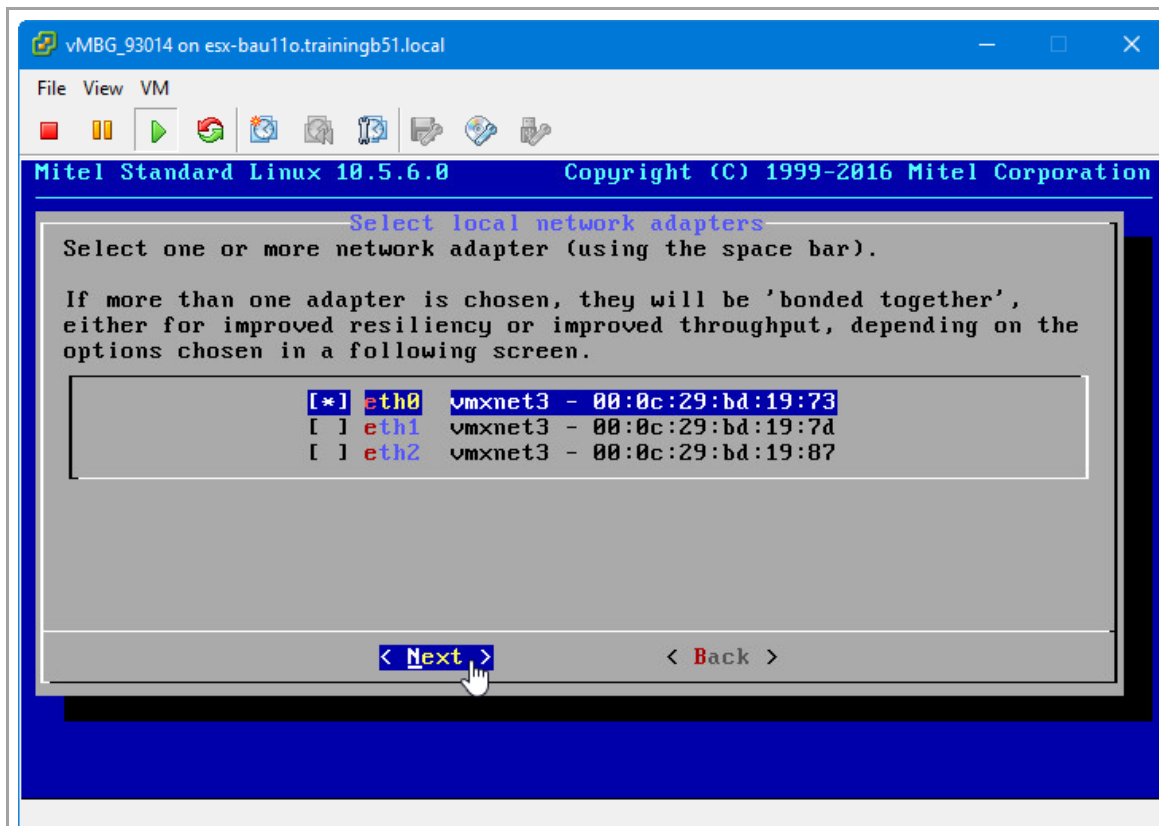 vMBG_93014 on esx-bau11o.trainingb51.local
File View VM
Mitel Standard Linux 10.5.6.0 Copyright (C) 1999-2016 Mitel Corporation
Select local network adapters
Select one or more network adapter (using the space bar).
If more than one adapter is chosen, they will be 'bonded together',
either for improved resiliency or improved throughput, depending on the
options chosen in a following screen.
[*] eth0 vmxnet3 - 00:0c:29:bd:19:73
[ ] eth1 vmxnet3 - 00:0c:29:bd:19:7d
[ ] eth2 vmxnet3 - 00:0c:29:bd:19:87
< Next > < Back >